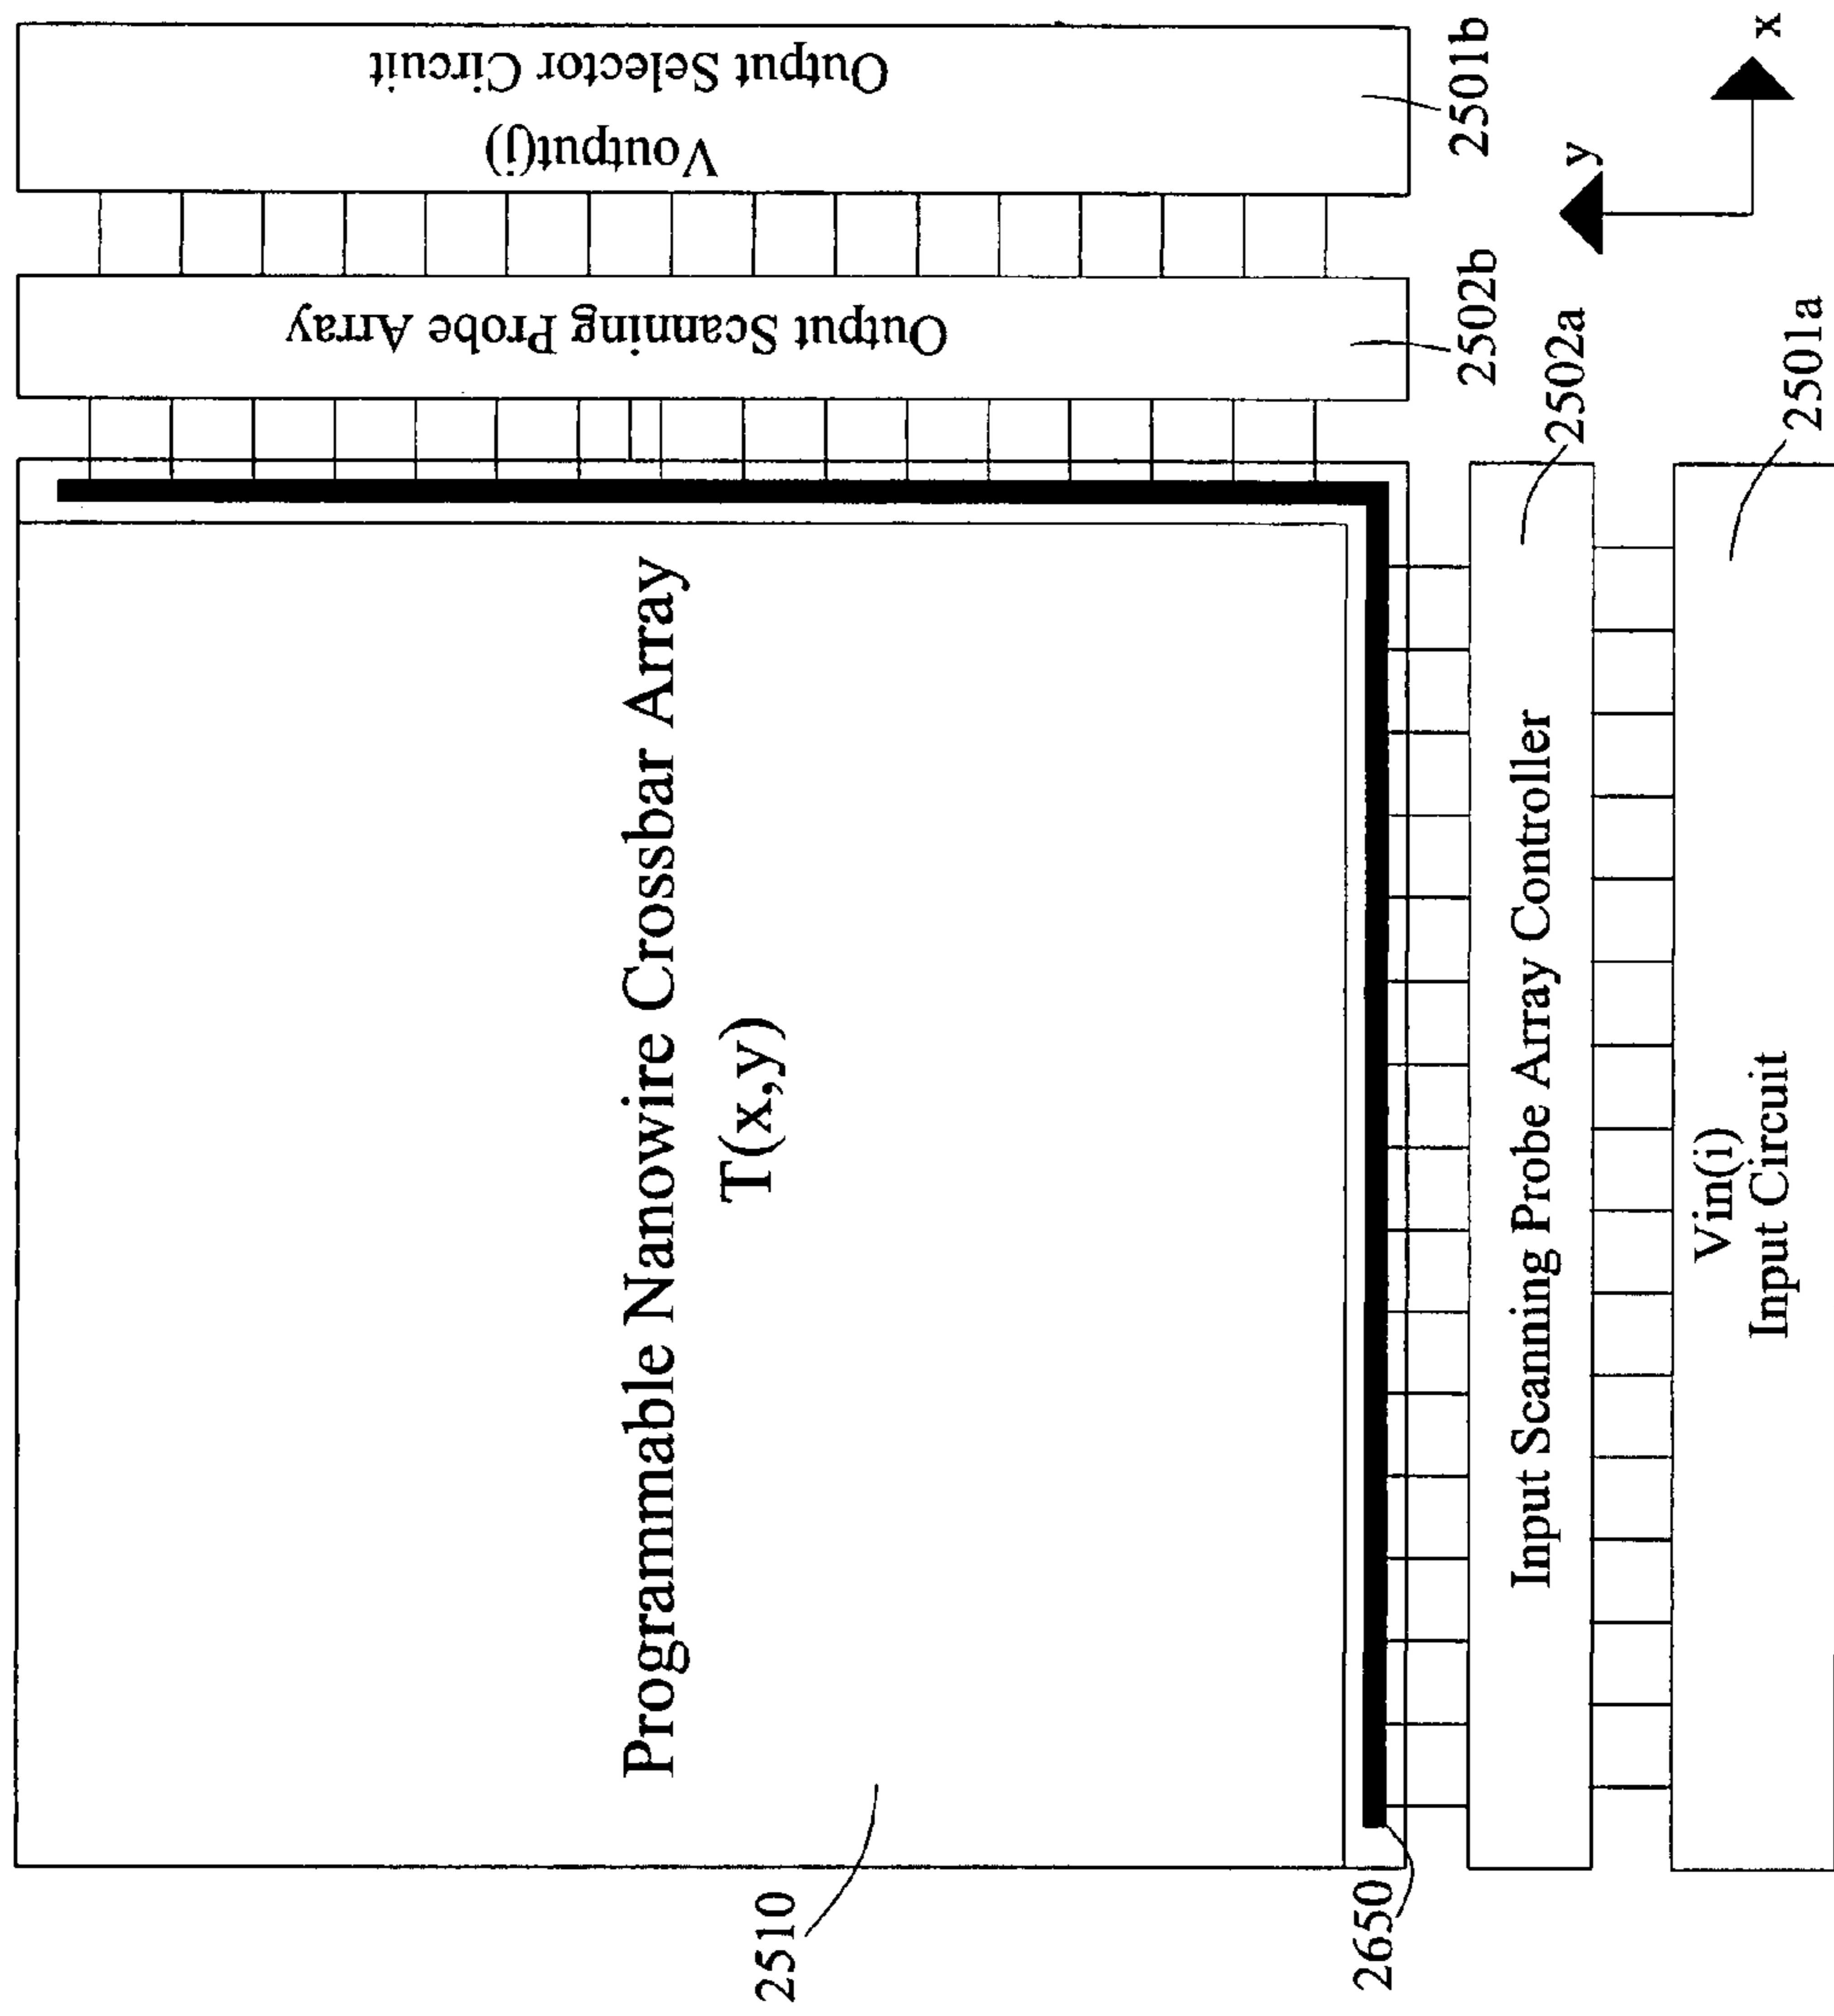 Output Selector Circuit
Voutput(j)
2501b
Output Scanning Probe Array
2502b
y
x
Programmable Nanowire Crossbar Array
T(x,y)
2510
2650
Input Scanning Probe Array Controller
2502a
Vin(i)
Input Circuit
2501a